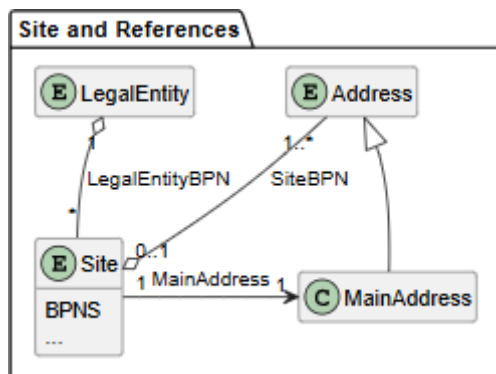 Site and References
E LegalEntity
E Address
1
1..*
LegalEntityBPN
SiteBPN
*
0..1
E Site
1 MainAddress 1
BPNS
...
C MainAddress